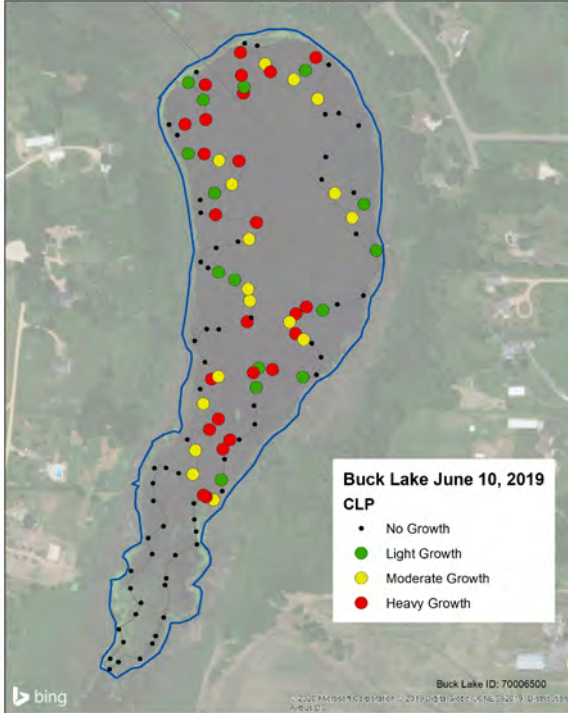 Buck Lake June 10, 2019
CLP
No Growth
Light Growth
Moderate Growth
Heavy Growth
Buck Lake ID: 70006500
bing
© 2020 Microsoft Corporation © 2019 DigitalGlobe ©CNES (2019) Distribution
Airbus DS